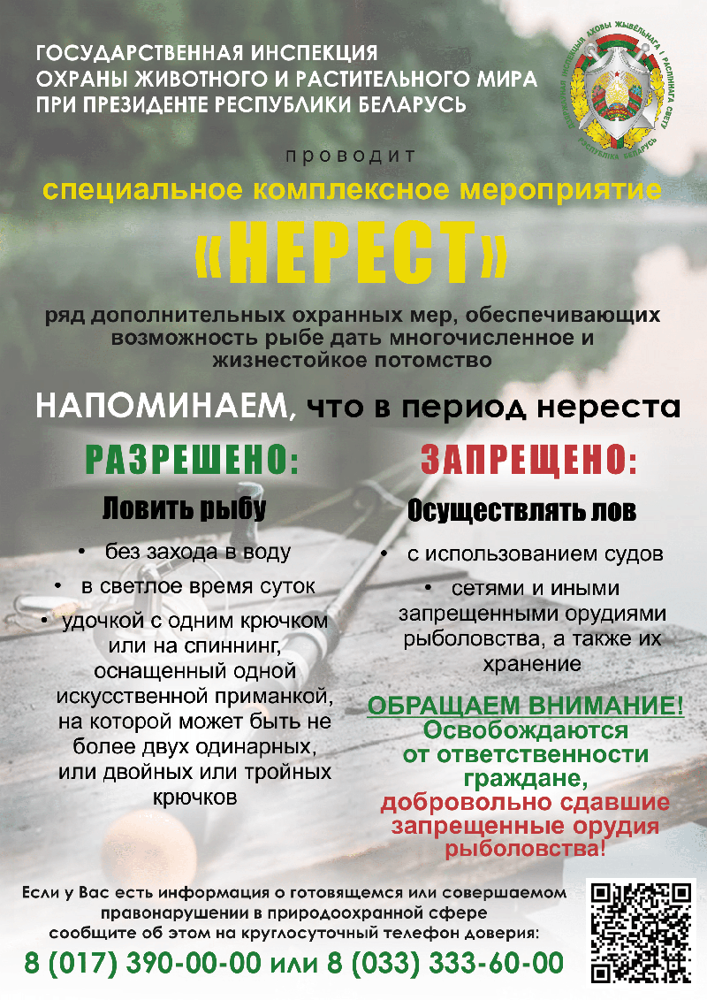 ГОСУДАРСТВЕННАЯ ИНСПЕКЦИЯ
ОХРАНЫ ЖИВОТНОГО И РАСТИТЕЛЬНОГО МИРА
ПРИ ПРЕЗИДЕНТЕ РЕСПУБЛИКИ БЕЛАРУСЬ
ДЗЯРЖАЎНАЯ ІНСПЕКЦЫЯ АХОВЫ ЖЫВЁЛЬНАГА І РАСЛІННАГА СВЕТУ
РЭСПУБЛІКА БЕЛАРУСЬ
проводит
специальное комплексное мероприятие
«НЕРЕСТ»
ряд дополнительных охранных мер, обеспечивающих
возможность рыбе дать многочисленное и
жизнестойкое потомство
НАПОМИНАЕМ, что в период нереста
РАЗРЕШЕНО:
Ловить рыбу
• без захода в воду
• в светлое время суток
• удочкой с одним крючком
или на спиннинг,
оснащенный одной
искусственной приманкой,
на которой может быть не
более двух одинарных,
или двойных или тройных
крючков
ЗАПРЕЩЕНО:
Осуществлять лов
• с использованием судов
• сетями и иными
запрещенными орудиями
рыболовства, а также их
хранение
ОБРАЩАЕМ ВНИМАНИЕ!
Освобождаются
от ответственности
граждане,
добровольно сдавшие
запрещенные орудия
рыболовства!
Если у Вас есть информация о готовящемся или совершаемом
правонарушении в природоохранной сфере
сообщите об этом на круглосуточный телефон доверия:
8 (017) 390-00-00 или 8 (033) 333-60-00